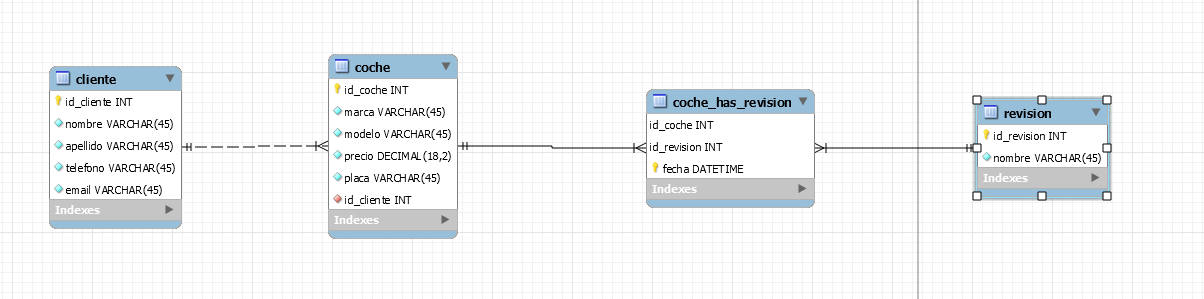 cliente
id_cliente INT
nombre VARCHAR(45)
apellido VARCHAR(45)
telefono VARCHAR(45)
email VARCHAR(45)
Indexes
coche
id_coche INT
marca VARCHAR(45)
modelo VARCHAR(45)
precio DECIMAL(18,2)
placa VARCHAR(45)
id_cliente INT
Indexes
coche_has_revision
id_coche INT
id_revision INT
fecha DATETIME
Indexes
revision
id_revision INT
nombre VARCHAR(45)
Indexes